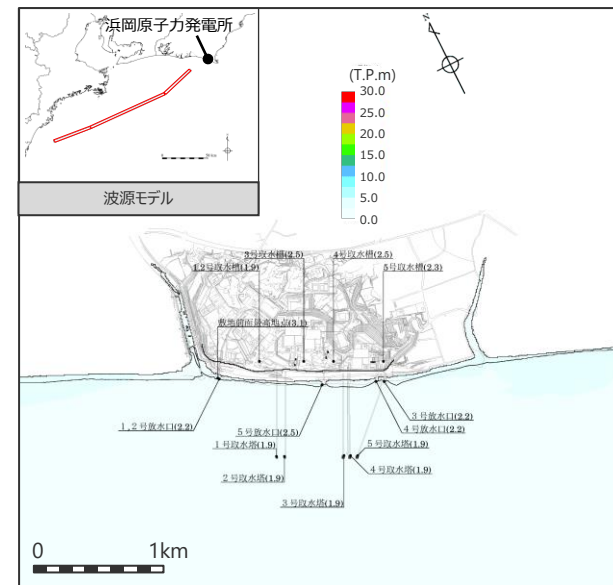 浜岡原子力発電所
波源モデル
N
(T.P.m)
30.0
25.0
20.0
15.0
10.0
5.0
0.0
3号取水槽(2.5)
4号取水槽(2.5)
1,2号取水槽(1.9)
5号取水槽(2.3)
敷地前面最高地点(3.1)
1,2号放水口(2.2)
5号放水口(2.5)
3号放水口(2.2)
4号放水口(2.2)
1号取水塔(1.9)
5号取水塔(1.9)
2号取水塔(1.9)
4号取水塔(1.9)
3号取水塔(1.9)
0 1km